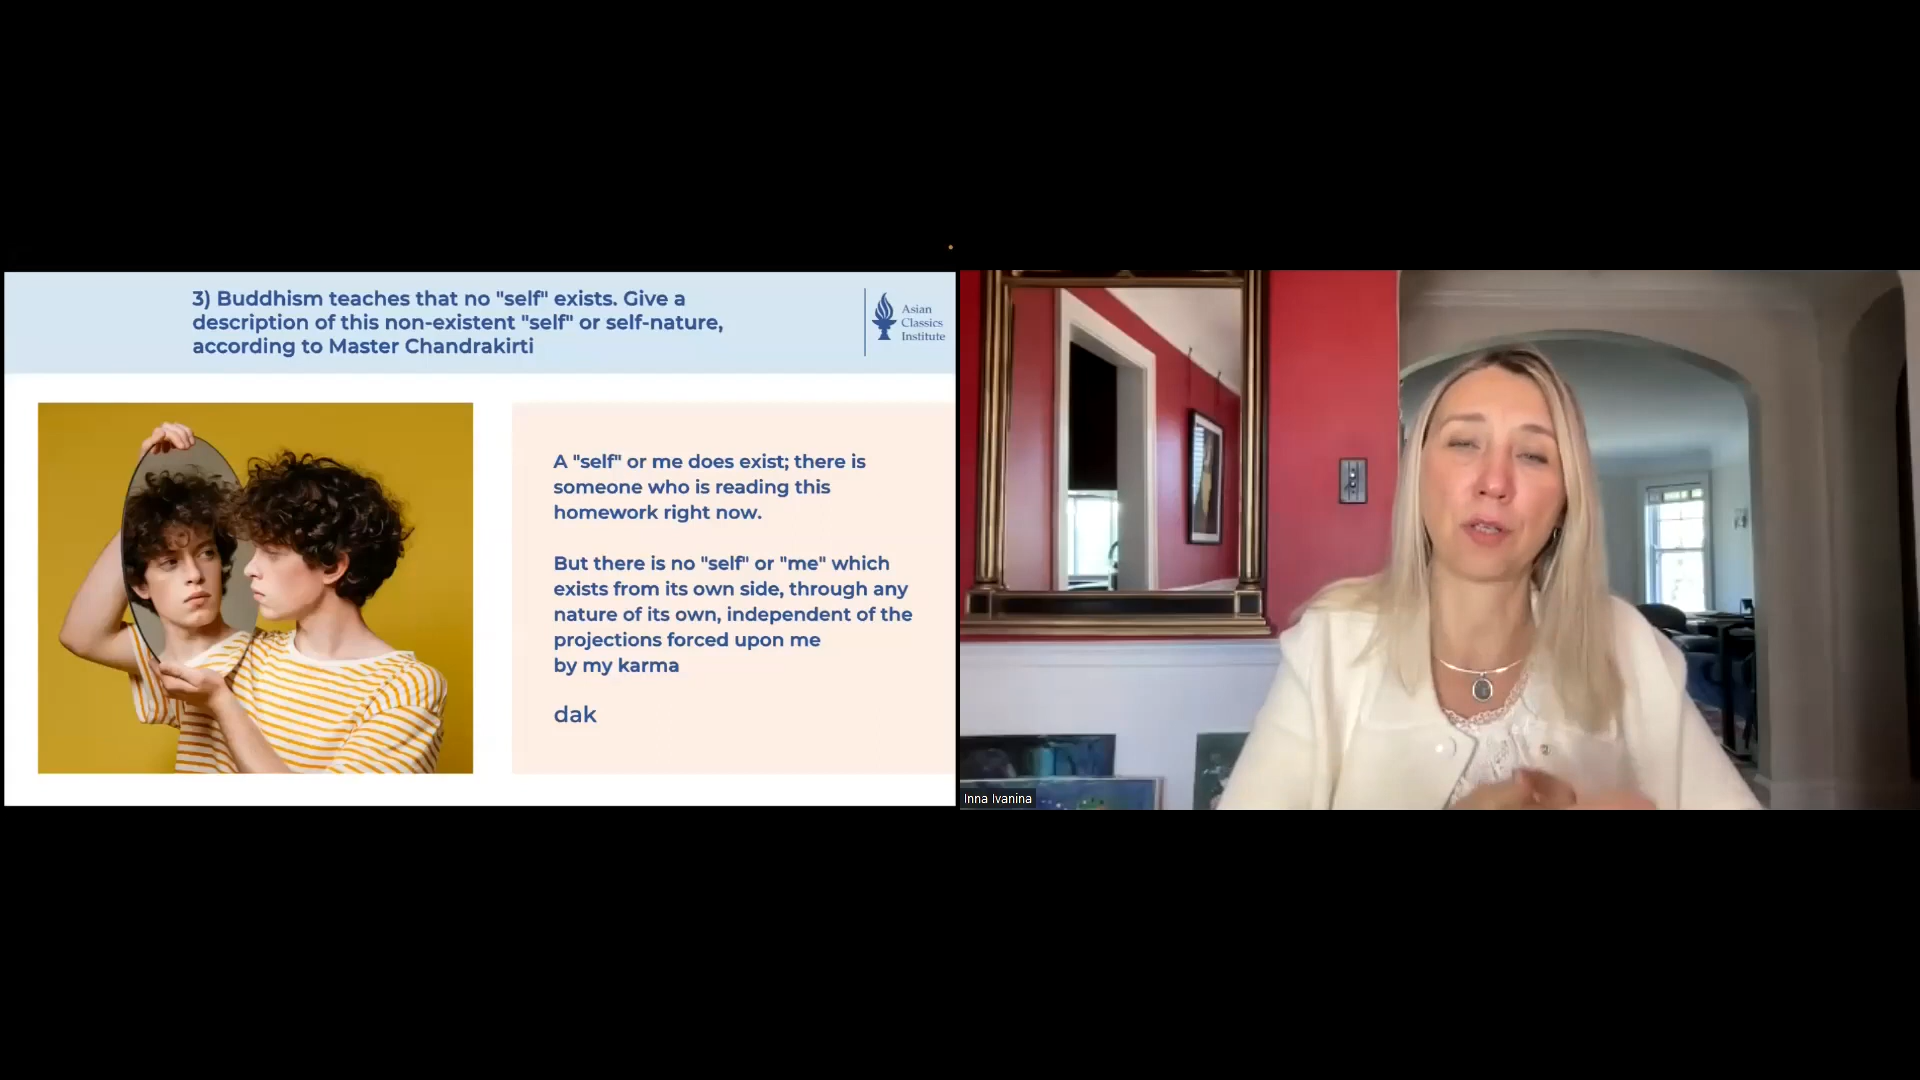 3) Buddhism teaches that no "self" exists. Give a
description of this non-existent "self" or self-nature,
according to Master Chandrakirti
Asian
Classics
Institute
A "self" or me does exist; there is
someone who is reading this
homework right now.
But there is no "self" or "me" which
exists from its own side, through any
nature of its own, independent of the
projections forced upon me
by my karma
dak
Inna Ivanina